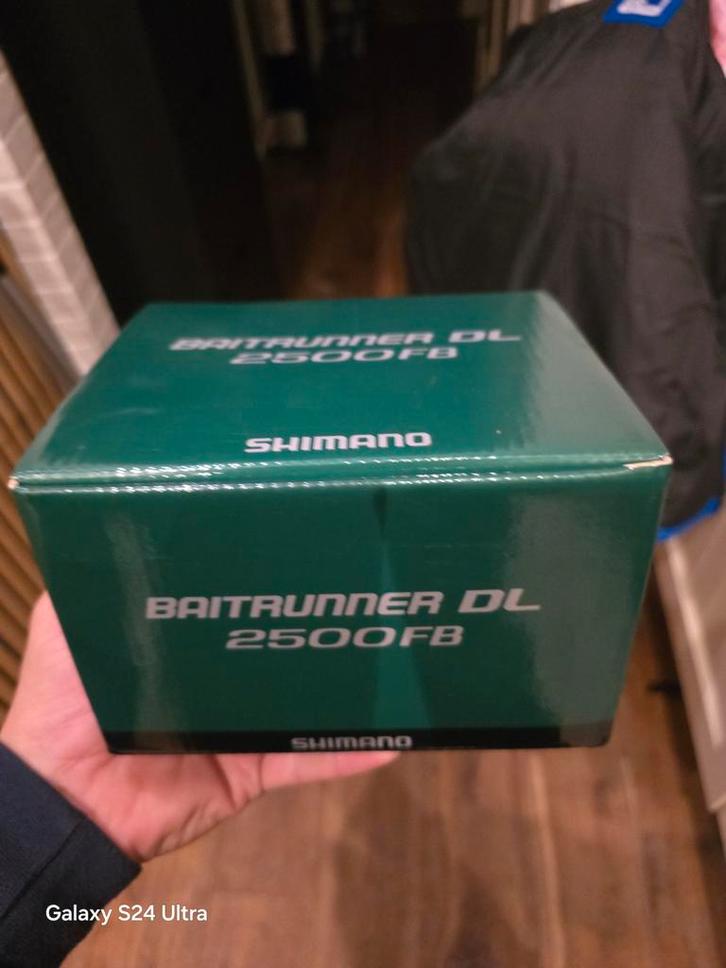 BAITRUNNER DL
2500FB
SHIMANO
BAITRUNNER DL
2500FB
SHIMANO
Galaxy S24 Ultra